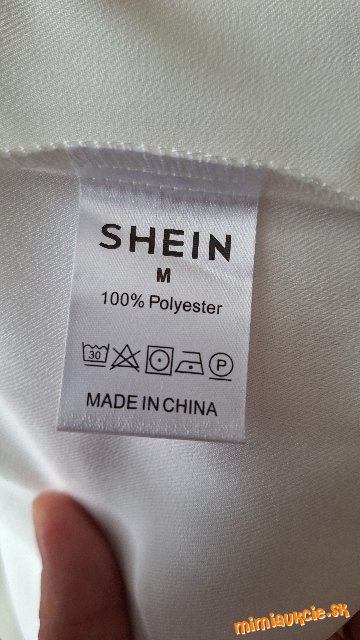 SHEIN
M
100% Polyester
30 P
MADE IN CHINA
mimiaukcie.sk